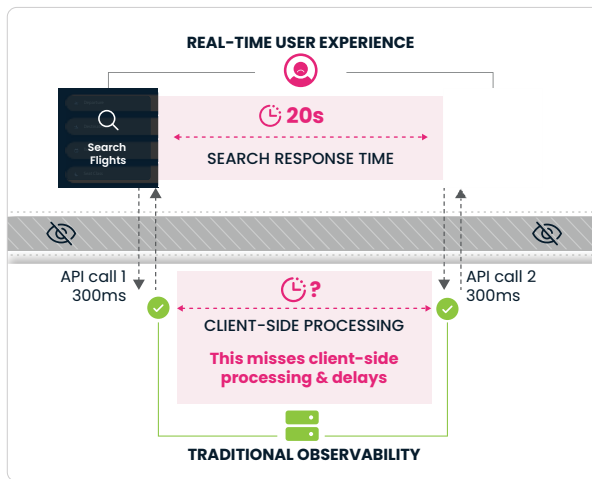 REAL-TIME USER EXPERIENCE
20s
Search
Flights
SEARCH RESPONSE TIME
API call 1
300ms
API call 2
300ms
?
CLIENT-SIDE PROCESSING
This misses client-side
processing & delays
TRADITIONAL OBSERVABILITY